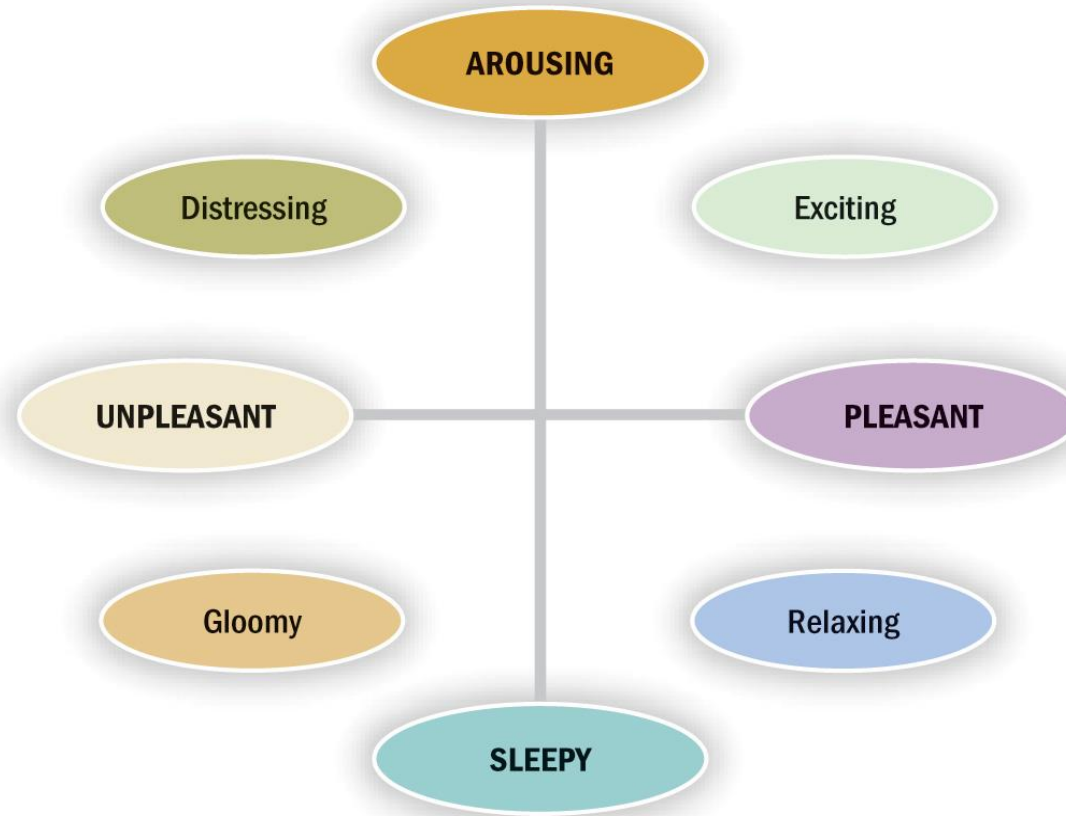 AROUSING
Distressing
Exciting
UNPLEASANT
PLEASANT
Gloomy
Relaxing
SLEEPY